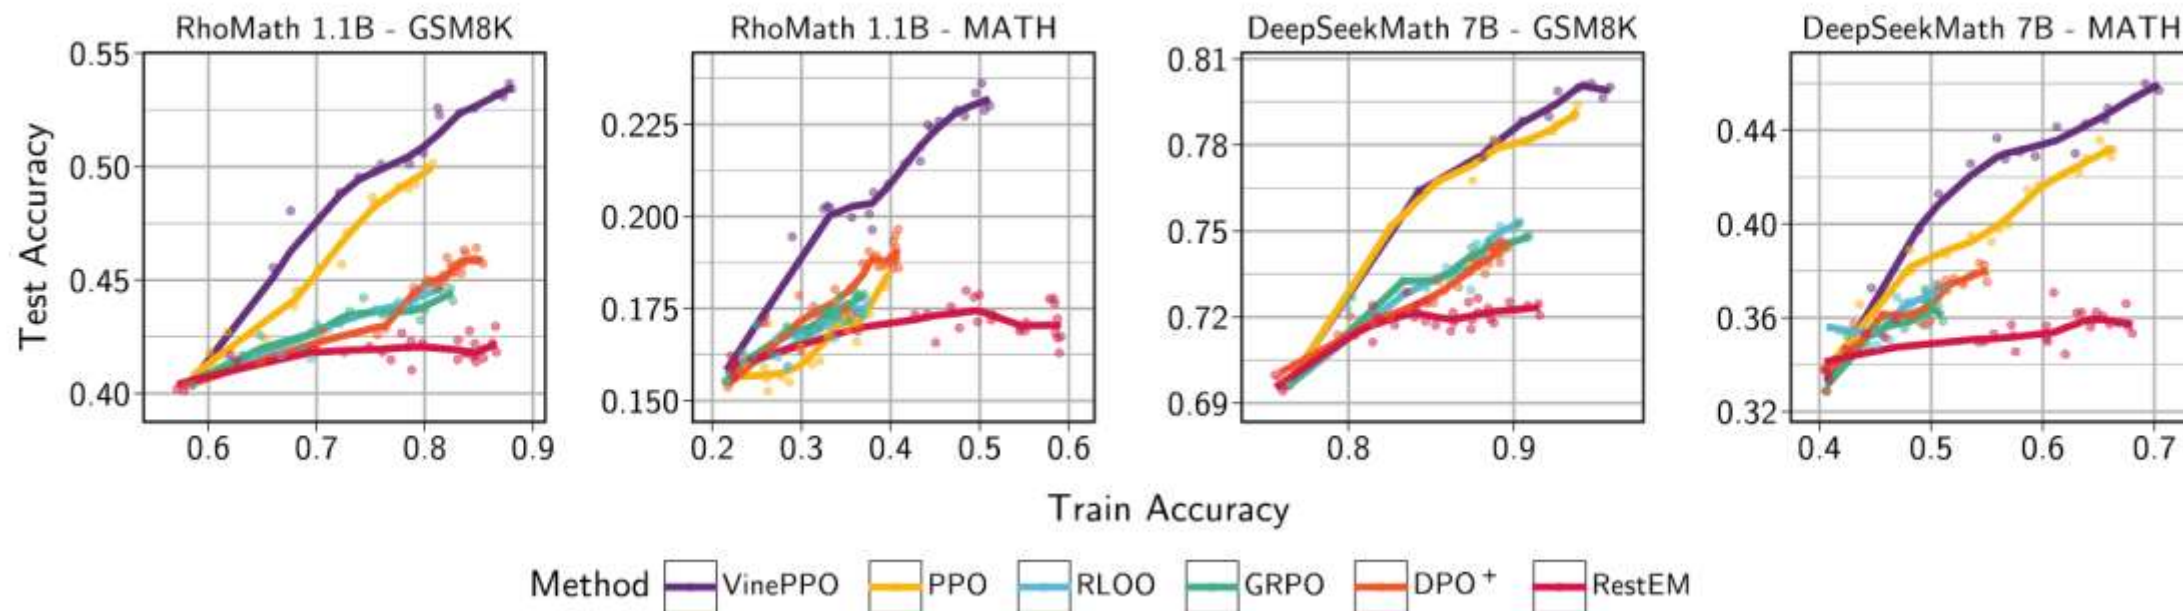 RhoMath 1.1B - GSM8K
RhoMath 1.1B - MATH
DeepSeekMath 7B - GSM8K
DeepSeekMath 7B - MATH
Test Accuracy
0.55
0.50
0.45
0.40
0.6 0.7 0.8 0.9
0.225
0.200
0.175
0.150
0.2 0.3 0.4 0.5 0.6
0.81
0.78
0.75
0.72
0.69
0.8 0.9
0.44
0.40
0.36
0.32
0.4 0.5 0.6 0.7
Train Accuracy
Method VinePPO PPO RLOO GRPO DPO+ RestEM